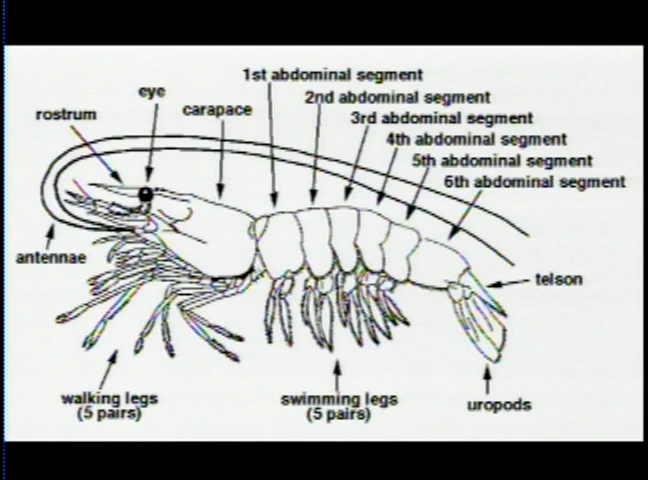 1st abdominal segment
eye
2nd abdominal segment
rostrum
carapace
3rd abdominal segment
4th abdominal segment
5th abdominal segment
6th abdominal segment
antennae
telson
walking legs
(5 pairs)
swimming legs
(5 pairs)
uropods